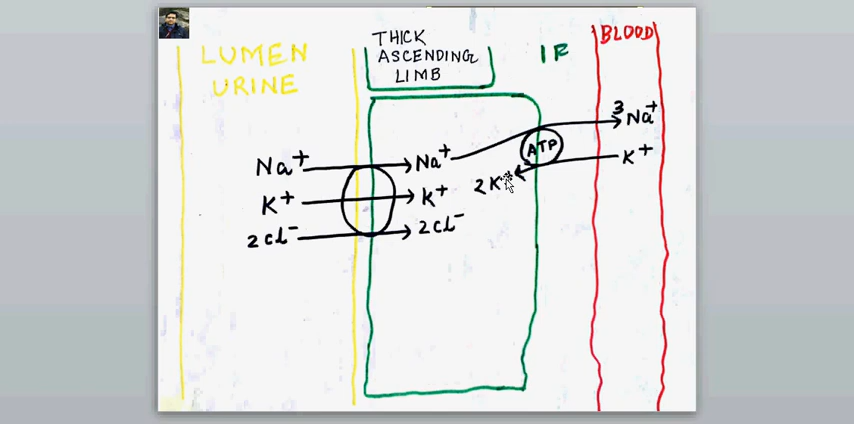 LUMEN
URINE
THICK
ASCENDING
LIMB
IF
BLOOD
Na+
K+
2Cl-
Na+
K+
2Cl-
ATP
2K+
3Na+
K+